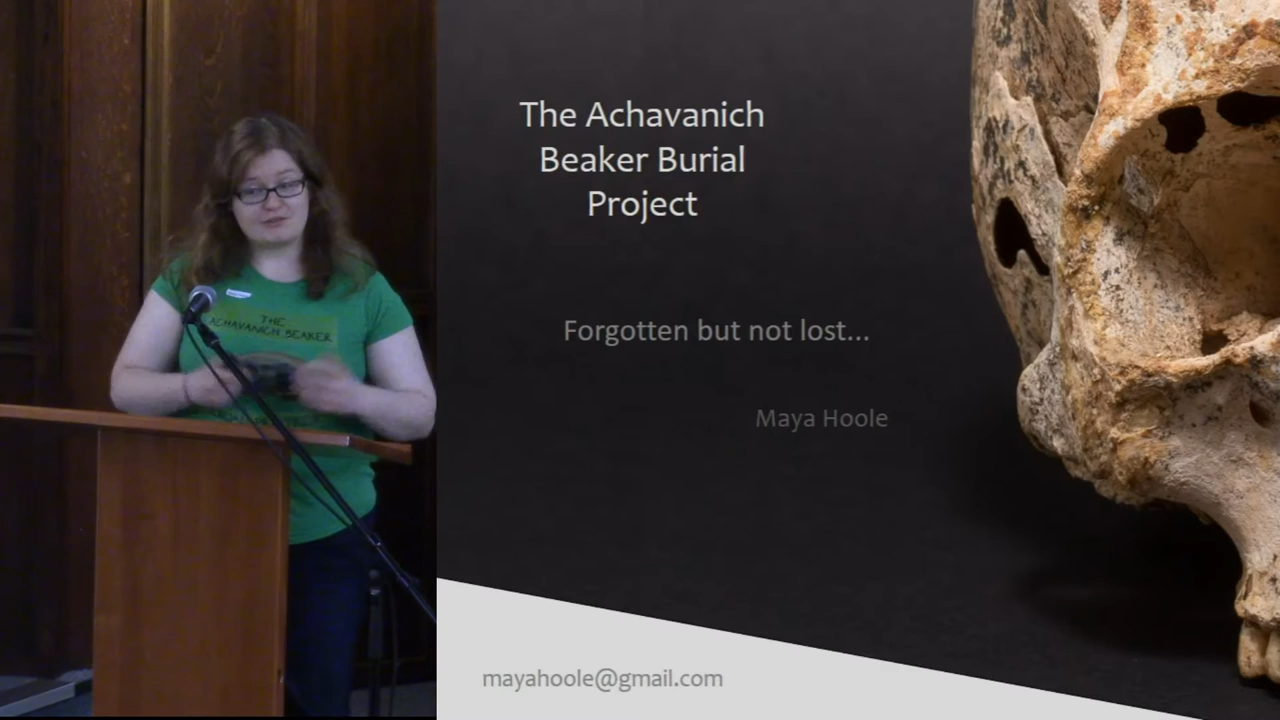 The Achavanich
Beaker Burial
Project
Forgotten but not lost...
Maya Hoole
mayahoole@gmail.com
THE
ACHAVANICH BEAKER